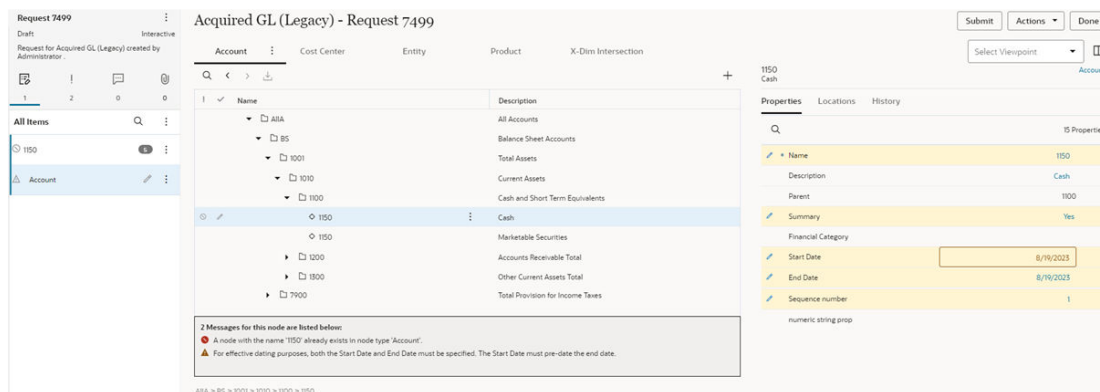 Request 7499
Draft Interactive
Request for Acquired GL (Legacy) created by
Administrator .
1 2 0 0
All Items
1150 6
Account
Acquired GL (Legacy) - Request 7499
Submit Actions Done
Account Cost Center Entity Product X-Dim Intersection
Select Viewpoint
Name Description
AllA All Accounts
BS Balance Sheet Accounts
1001 Total Assets
1010 Current Assets
1100 Cash and Short Term Equivalents
1150 Cash
1150 Marketable Securities
1200 Accounts Receivable Total
1300 Other Current Assets Total
7900 Total Provision for Income Taxes
2 Messages for this node are listed below:
A node with the name '1150' already exists in node type 'Account'.
For effective dating purposes, both the Start Date and End Date must be specified. The Start Date must pre-date the end date.
AllA > BS > 1001 > 1010 > 1100 > 1150
1150 Accoun
Cash
Properties Locations History
15 Propertie
Name 1150
Description Cash
Parent 1100
Summary Yes
Financial Category
Start Date 8/19/2023
End Date 8/19/2023
Sequence number 1
numeric string prop